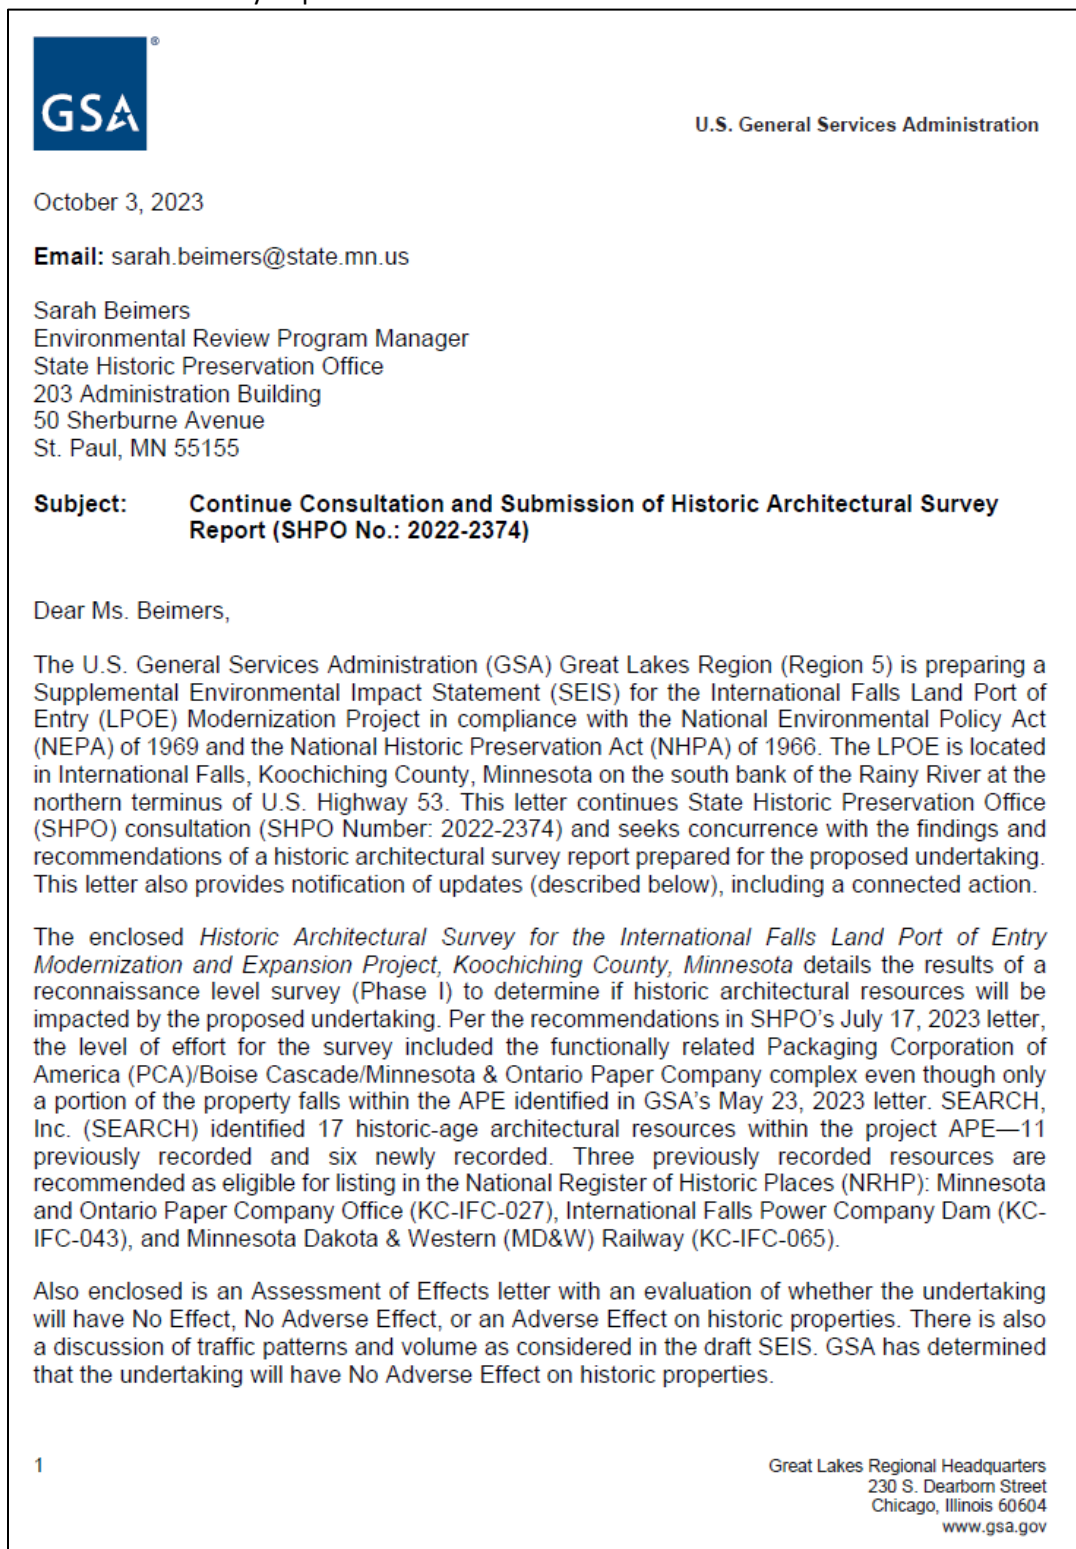 GSA
®
U.S. General Services Administration
October 3, 2023
Email: sarah.beimers@state.mn.us
Sarah Beimers
Environmental Review Program Manager
State Historic Preservation Office
203 Administration Building
50 Sherburne Avenue
St. Paul, MN 55155
Subject: Continue Consultation and Submission of Historic Architectural Survey
Report (SHPO No.: 2022-2374)
Dear Ms. Beimers,
The U.S. General Services Administration (GSA) Great Lakes Region (Region 5) is preparing a
Supplemental Environmental Impact Statement (SEIS) for the International Falls Land Port of
Entry (LPOE) Modernization Project in compliance with the National Environmental Policy Act
(NEPA) of 1969 and the National Historic Preservation Act (NHPA) of 1966. The LPOE is located
in International Falls, Koochiching County, Minnesota on the south bank of the Rainy River at the
northern terminus of U.S. Highway 53. This letter continues State Historic Preservation Office
(SHPO) consultation (SHPO Number: 2022-2374) and seeks concurrence with the findings and
recommendations of a historic architectural survey report prepared for the proposed undertaking.
This letter also provides notification of updates (described below), including a connected action.
The enclosed Historic Architectural Survey for the International Falls Land Port of Entry
Modernization and Expansion Project, Koochiching County, Minnesota details the results of a
reconnaissance level survey (Phase I) to determine if historic architectural resources will be
impacted by the proposed undertaking. Per the recommendations in SHPO's July 17, 2023 letter,
the level of effort for the survey included the functionally related Packaging Corporation of
America (PCA)/Boise Cascade/Minnesota & Ontario Paper Company complex even though only
a portion of the property falls within the APE identified in GSA's May 23, 2023 letter. SEARCH,
Inc. (SEARCH) identified 17 historic-age architectural resources within the project APE—11
previously recorded and six newly recorded. Three previously recorded resources are
recommended as eligible for listing in the National Register of Historic Places (NRHP): Minnesota
and Ontario Paper Company Office (KC-IFC-027), International Falls Power Company Dam (KC-
IFC-043), and Minnesota Dakota & Western (MD&W) Railway (KC-IFC-065).
Also enclosed is an Assessment of Effects letter with an evaluation of whether the undertaking
will have No Effect, No Adverse Effect, or an Adverse Effect on historic properties. There is also
a discussion of traffic patterns and volume as considered in the draft SEIS. GSA has determined
that the undertaking will have No Adverse Effect on historic properties.
1
Great Lakes Regional Headquarters
230 S. Dearborn Street
Chicago, Illinois 60604
www.gsa.gov